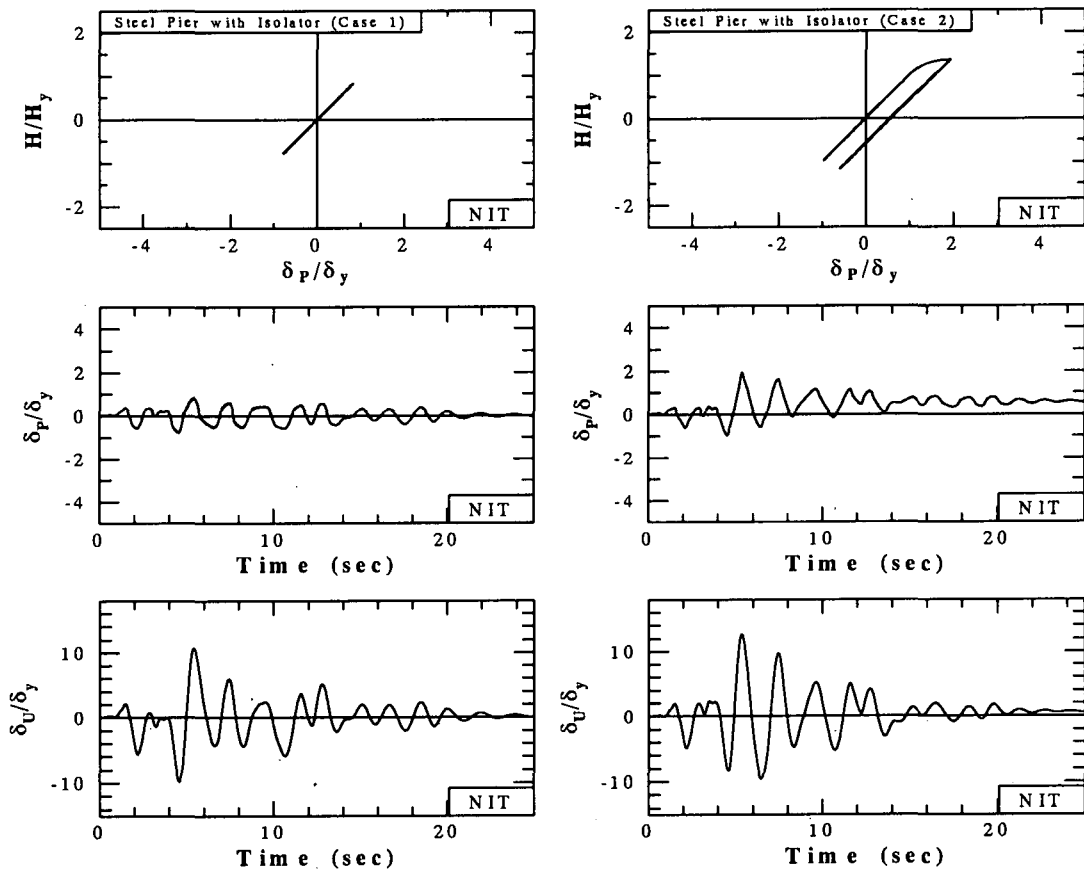 Steel Pier with Isolator (Case 1)
2
0
-2
H/Hy
NIT
-4 -2 0 2 4
δP/δy
Steel Pier with Isolator (Case 2)
2
0
-2
H/Hy
NIT
-4 -2 0 2 4
δP/δy
4
2
0
-2
-4
δP/δy
NIT
0 10 20
Time (sec)
4
2
0
-2
-4
δP/δy
NIT
0 10 20
Time (sec)
10
0
-10
δU/δy
NIT
0 10 20
Time (sec)
10
0
-10
δU/δy
NIT
0 10 20
Time (sec)